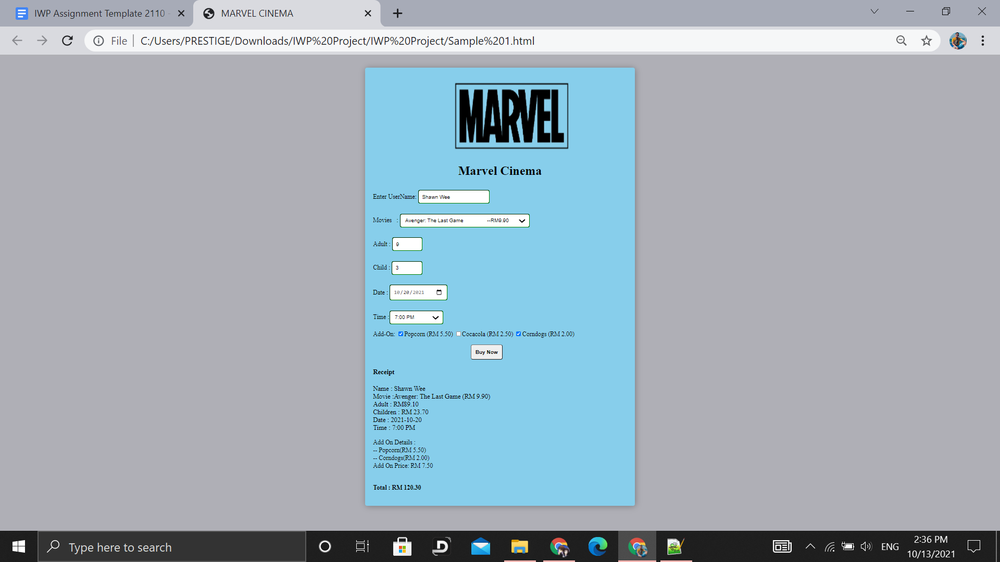 IWP Assignment Template 2110 -
MARVEL CINEMA
File
C:/Users/PRESTIGE/Downloads/IWP%20Project/IWP%20Project/Sample%201.html
MARVEL
Marvel Cinema
Enter UserName: Shawn Wee
Movies : Avenger: The Last Game --RM9.90
Adult : 9
Child : 3
Date : 10/20/2021
Time : 7:00 PM
Add-On: Popcorn (RM 5.50) Cocacola (RM 2.50) Corndogs (RM 2.00)
Buy Now
Receipt
Name : Shawn Wee
Movie :Avenger: The Last Game (RM 9.90)
Adult : RM89.10
Children : RM 23.70
Date : 2021-10-20
Time : 7:00 PM
Add On Details :
-- Popcorn(RM 5.50)
-- Corndogs(RM 2.00)
Add On Price: RM 7.50
Total : RM 120.30
Type here to search
D
ENG
2:36 PM
10/13/2021